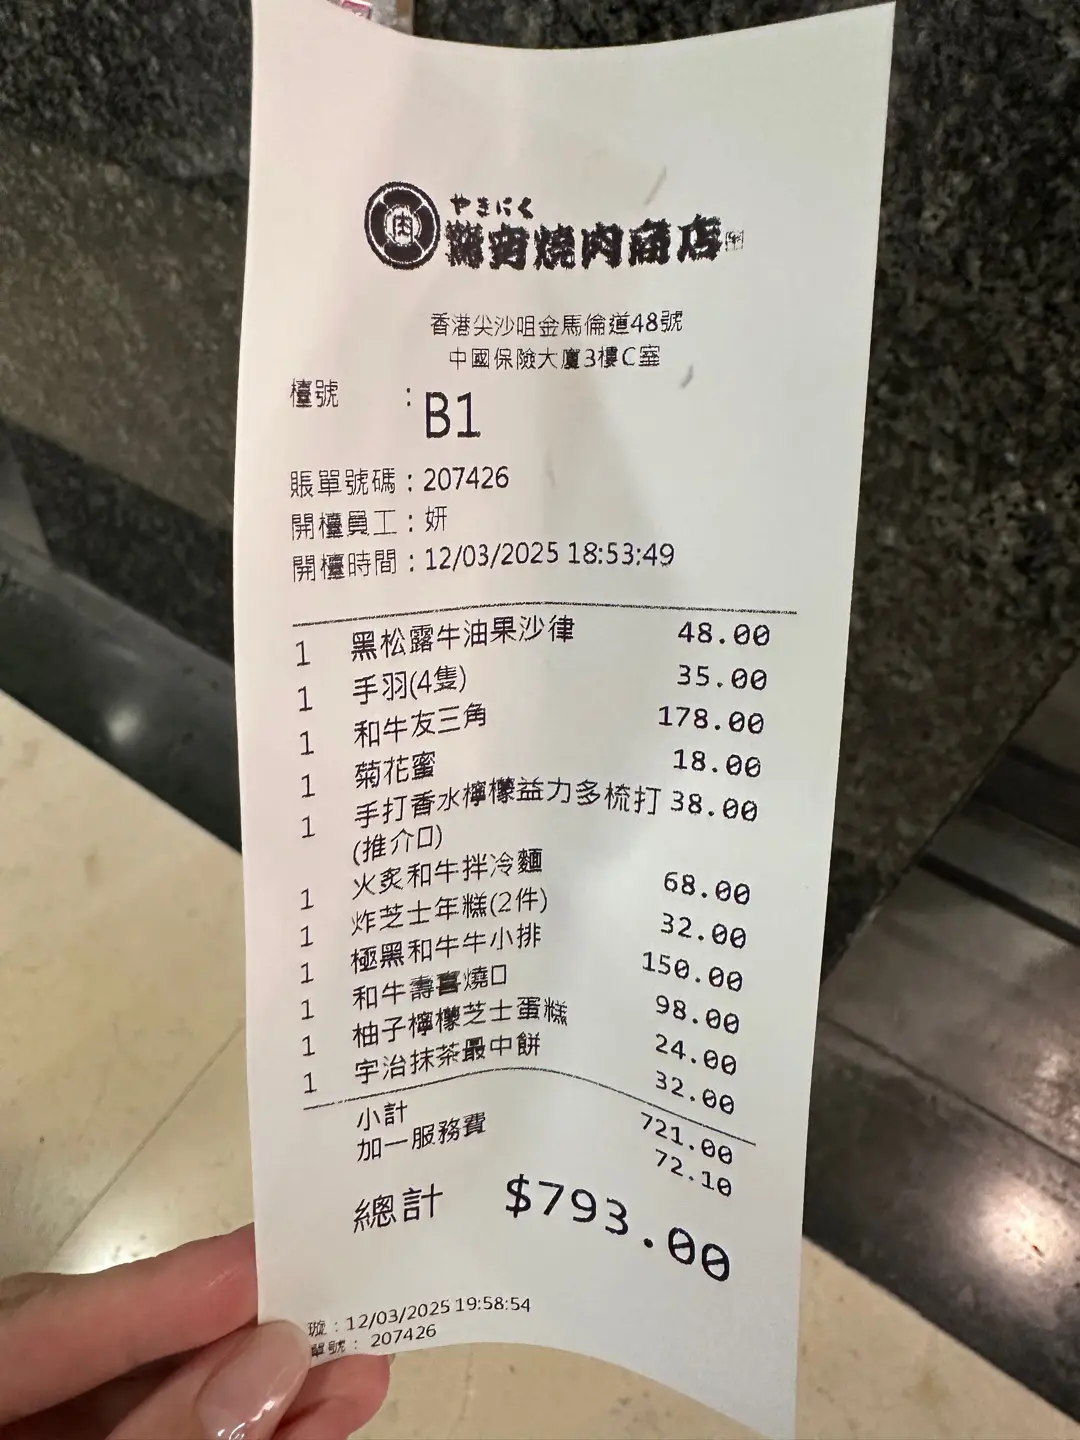 肉
やきにく
燒肉商店
香港尖沙咀金馬倫道48號
中國保險大廈3樓C室
檯號 : B1
賬單號碼 : 207426
開檯員工 : 妍
開檯時間 : 12/03/2025 18:53:49
1 黑松露牛油果沙律 48.00
1 手羽(4隻) 35.00
1 和牛友三角 178.00
1 菊花蜜 18.00
1 手打香水檸檬益力多梳打 38.00
(推介口)
1 火炙和牛拌冷麵 68.00
1 炸芝士年糕(2件) 32.00
1 極黑和牛牛小排 150.00
1 和牛壽喜燒口 98.00
1 柚子檸檬芝士蛋糕 24.00
1 宇治抹茶最中餅 32.00
小計 721.00
加一服務費 72.10
總計 $793.00
璇 : 12/03/2025 19:58:54
單號 : 207426